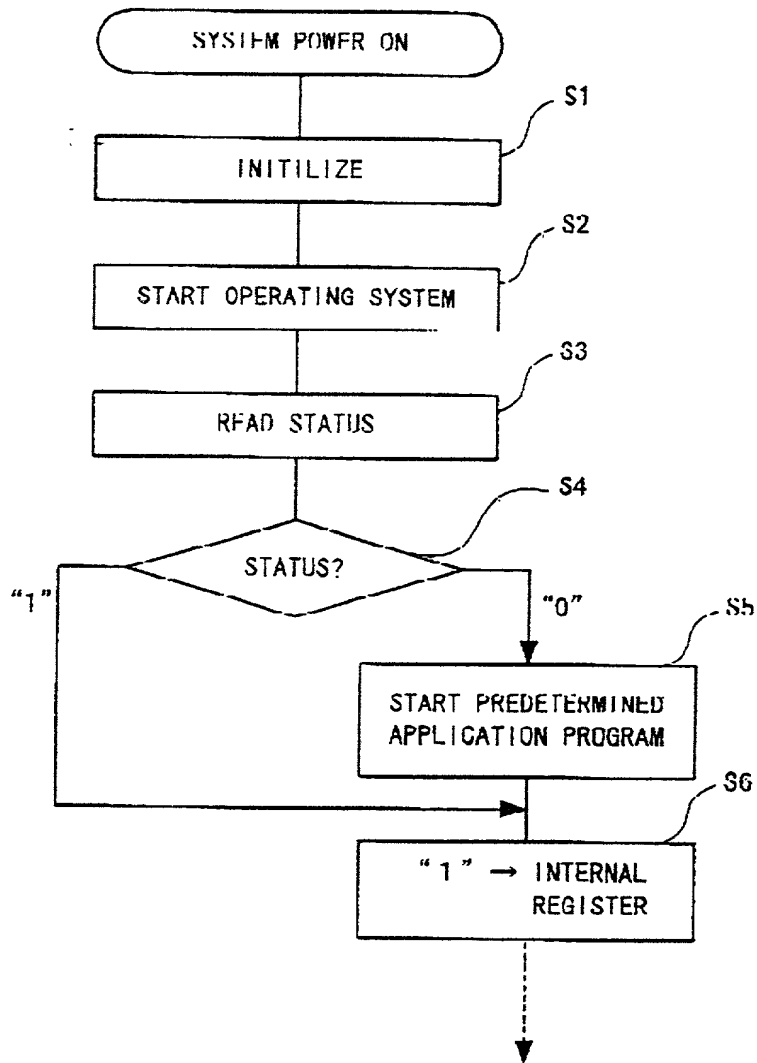 SYSTEM POWER ON
S1
INITILIZE
S2
START OPERATING SYSTEM
S3
READ STATUS
S4
STATUS?
"1"
"0"
S5
START PREDETERMINED
APPLICATION PROGRAM
S6
"1" → INTERNAL
REGISTER